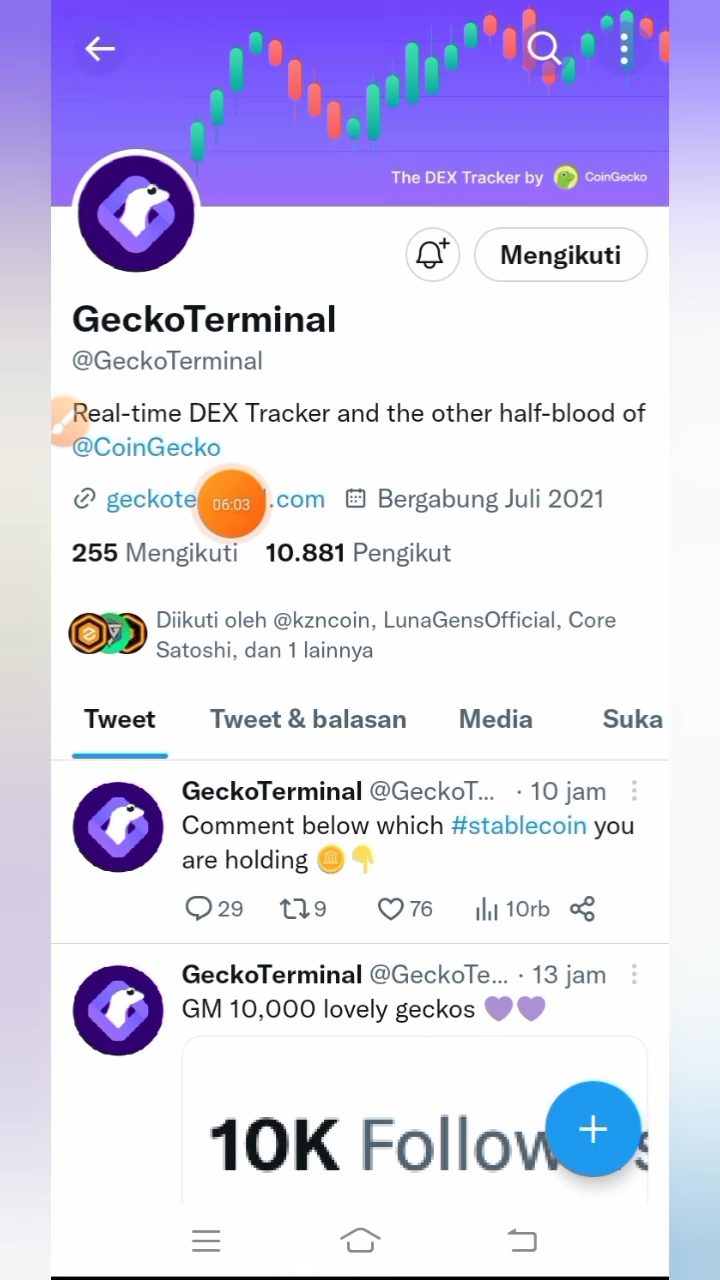 The DEX Tracker by CoinGecko
Mengikuti
GeckoTerminal
@GeckoTerminal
Real-time DEX Tracker and the other half-blood of
@CoinGecko
06:03
.com Bergabung Juli 2021
255 Mengikuti 10.881 Pengikut
Diikuti oleh @kzncoin, LunaGensOfficial, Core
Satoshi, dan 1 lainnya
Tweet Tweet & balasan Media Suka
GeckoTerminal @GeckoT... · 10 jam
Comment below which #stablecoin you
are holding 🪙👇
29 9 76 10rb
GeckoTerminal @GeckoTe... · 13 jam
GM 10,000 lovely geckos 💜💜
10K